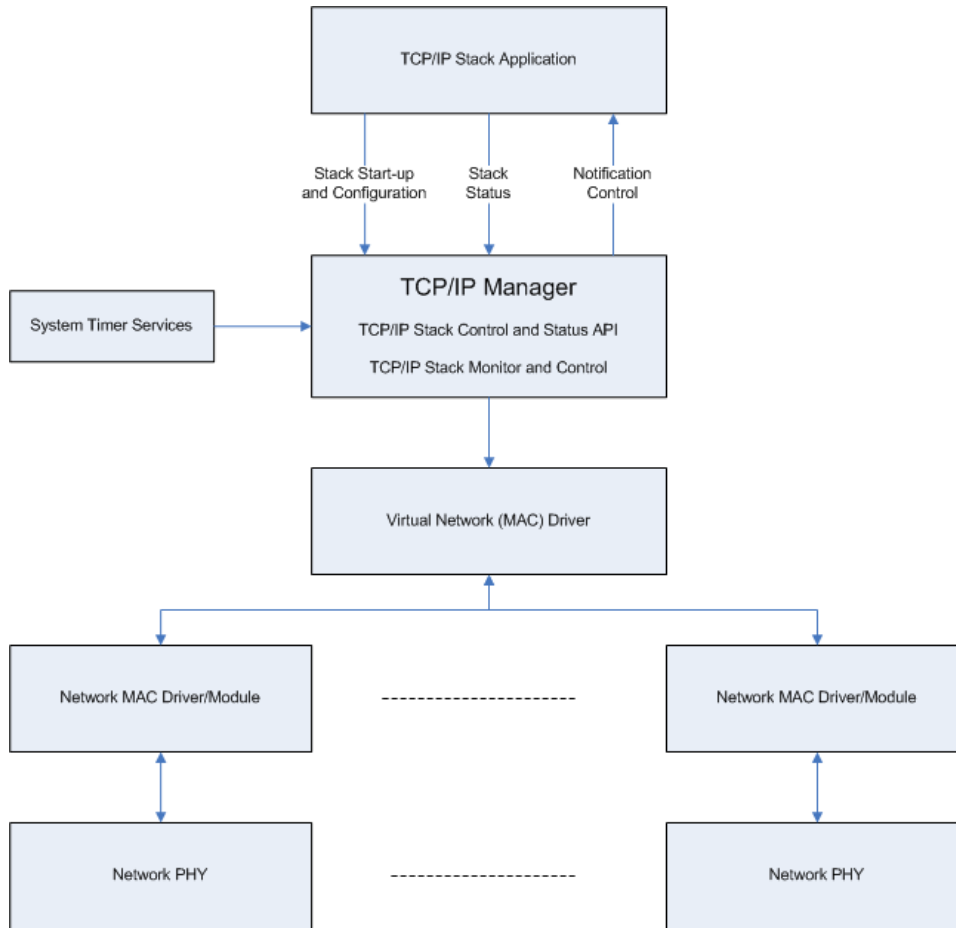 TCP/IP Stack Application
Stack Start-up
and Configuration
Stack
Status
Notification
Control
TCP/IP Manager
TCP/IP Stack Control and Status API
TCP/IP Stack Monitor and Control
System Timer Services
Virtual Network (MAC) Driver
Network MAC Driver/Module
Network MAC Driver/Module
Network PHY
Network PHY